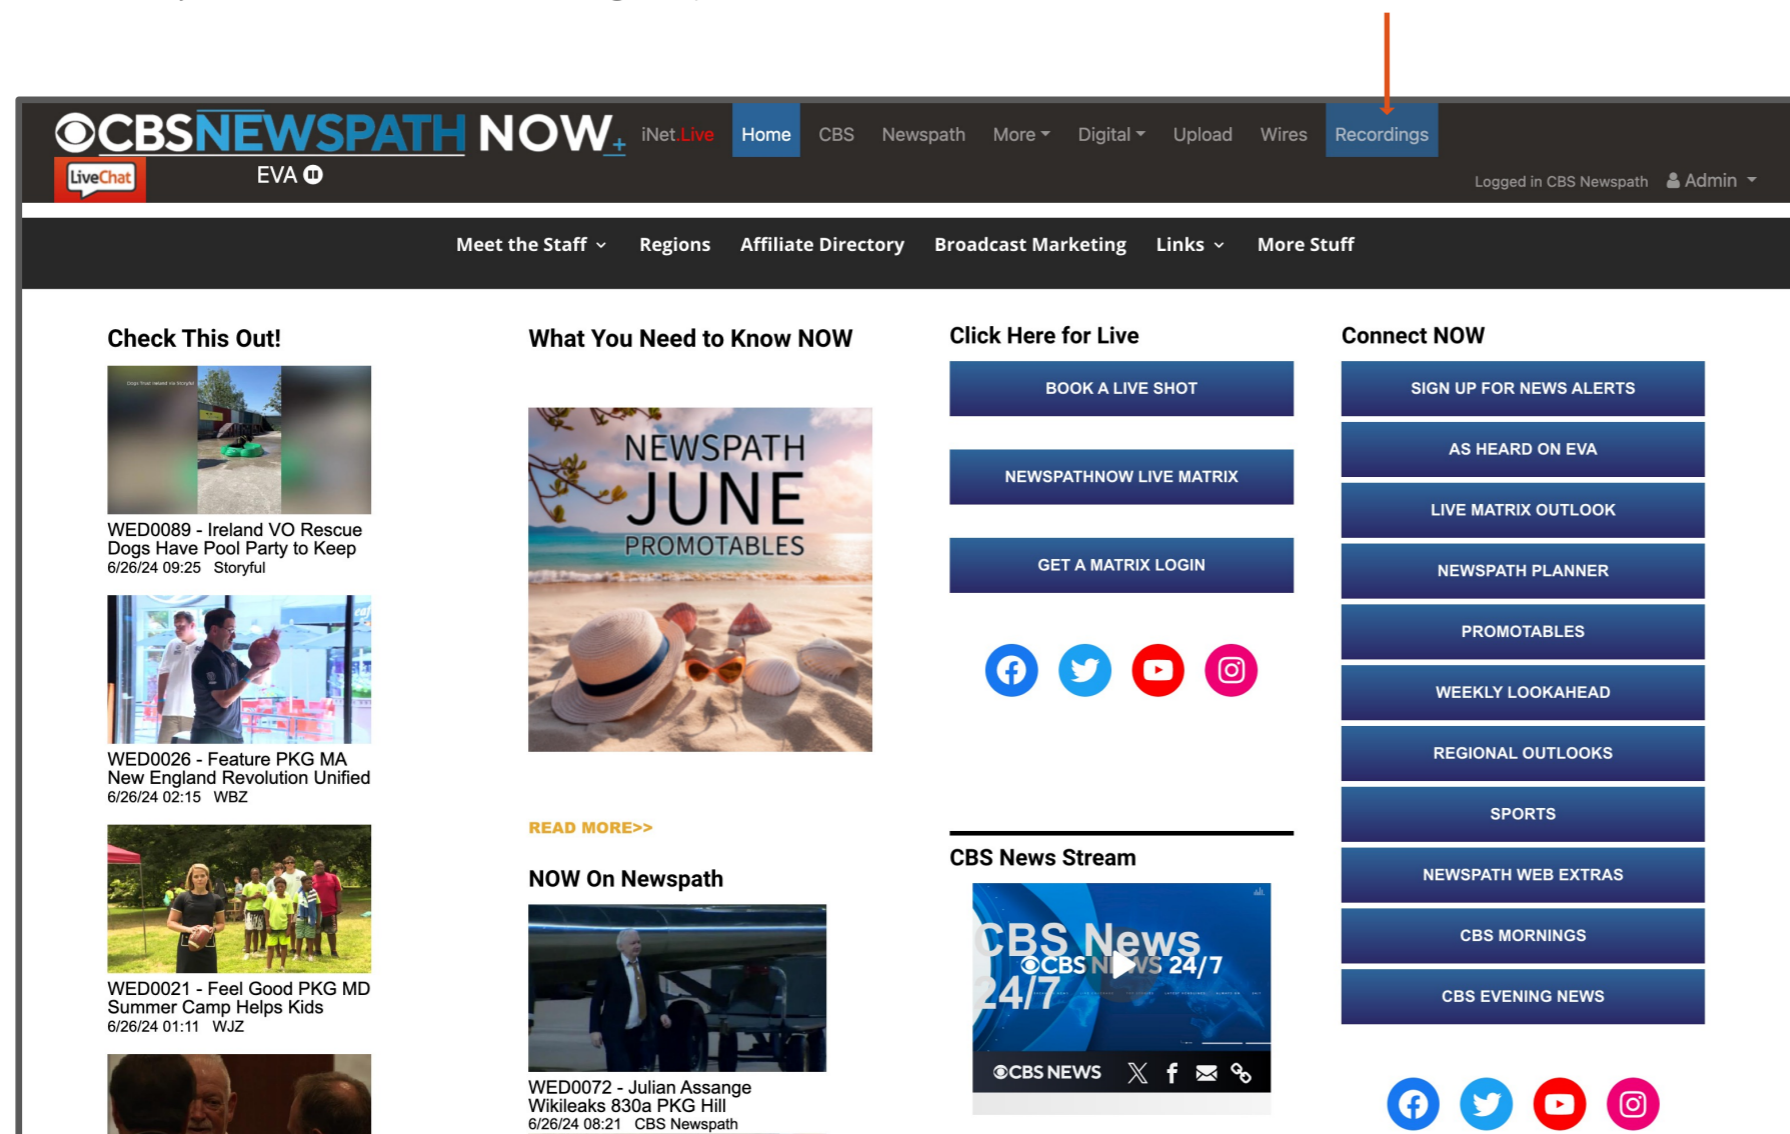 CBSNEWSPATH NOW+
iNet.Live Home CBS Newspath More Digital Upload Wires Recordings
LiveChat
EVA
Logged in CBS Newspath Admin
Meet the Staff Regions Affiliate Directory Broadcast Marketing Links More Stuff
Check This Out!
WED0089 - Ireland VO Rescue
Dogs Have Pool Party to Keep
6/26/24 09:25 Storyful
WED0026 - Feature PKG MA
New England Revolution Unified
6/26/24 02:15 WBZ
WED0021 - Feel Good PKG MD
Summer Camp Helps Kids
6/26/24 01:11 WJZ
What You Need to Know NOW
NEWSPATH
JUNE
PROMOTABLES
READ MORE>>
NOW On Newspath
WED0072 - Julian Assange
Wikileaks 830a PKG Hill
6/26/24 08:21 CBS Newspath
Click Here for Live
BOOK A LIVE SHOT
NEWSPATHNOW LIVE MATRIX
GET A MATRIX LOGIN
CBS News Stream
CBS News
24/7
CBS NEWS 24/7
CBS NEWS
Connect NOW
SIGN UP FOR NEWS ALERTS
AS HEARD ON EVA
LIVE MATRIX OUTLOOK
NEWSPATH PLANNER
PROMOTABLES
WEEKLY LOOKAHEAD
REGIONAL OUTLOOKS
SPORTS
NEWSPATH WEB EXTRAS
CBS MORNINGS
CBS EVENING NEWS